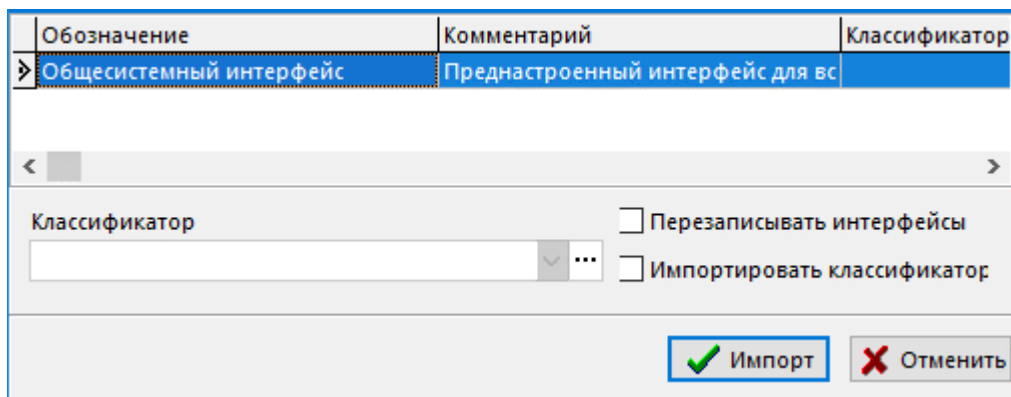 Обозначение Комментарий Классификатор
Общесистемный интерфейс Преднастроенный интерфейс для вс
Классификатор
Перезаписывать интерфейсы
...
Импортировать классификатор
Импорт Отменить